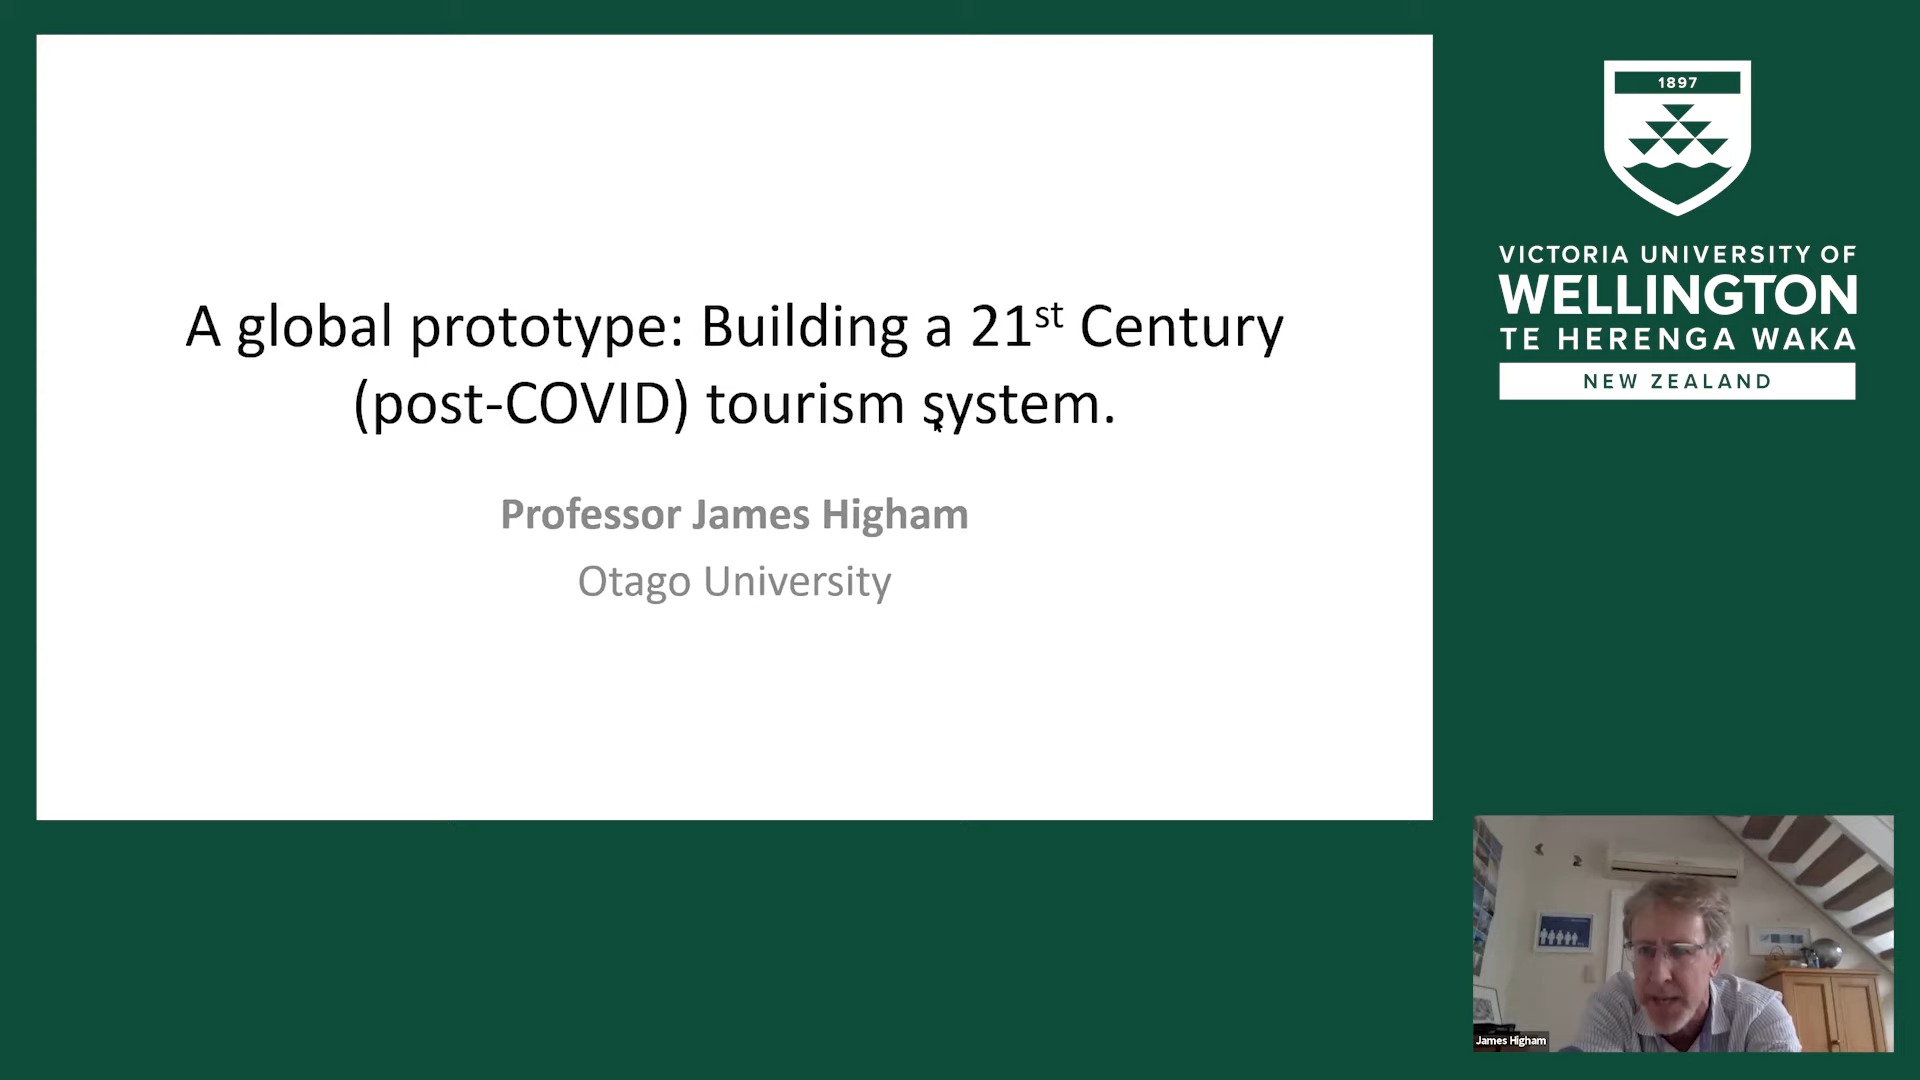 A global prototype: Building a 21st Century
(post-COVID) tourism system.
Professor James Higham
Otago University
1897
VICTORIA UNIVERSITY OF
WELLINGTON
TE HERENGA WAKA
NEW ZEALAND
James Higham